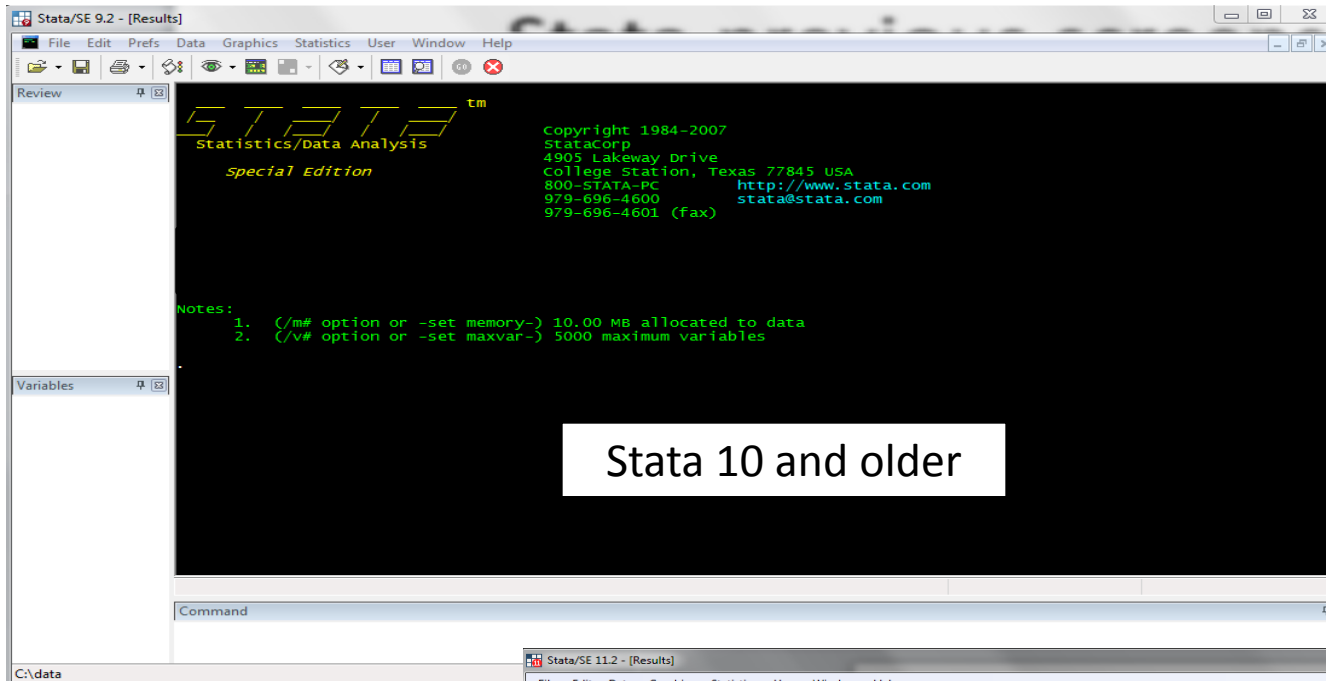 Stata/SE 9.2 - [Results]
File Edit Prefs Data Graphics Statistics User Window Help
Review
tm
Statistics/Data Analysis
Special Edition
Copyright 1984-2007
StataCorp
4905 Lakeway Drive
College Station, Texas 77845 USA
800-STATA-PC http://www.stata.com
979-696-4600 stata@stata.com
979-696-4601 (fax)
Notes:
1. (/m# option or -set memory-) 10.00 MB allocated to data
2. (/v# option or -set maxvar-) 5000 maximum variables
.
Variables
Stata 10 and older
Command
C:\data
Stata/SE 11.2 - [Results]